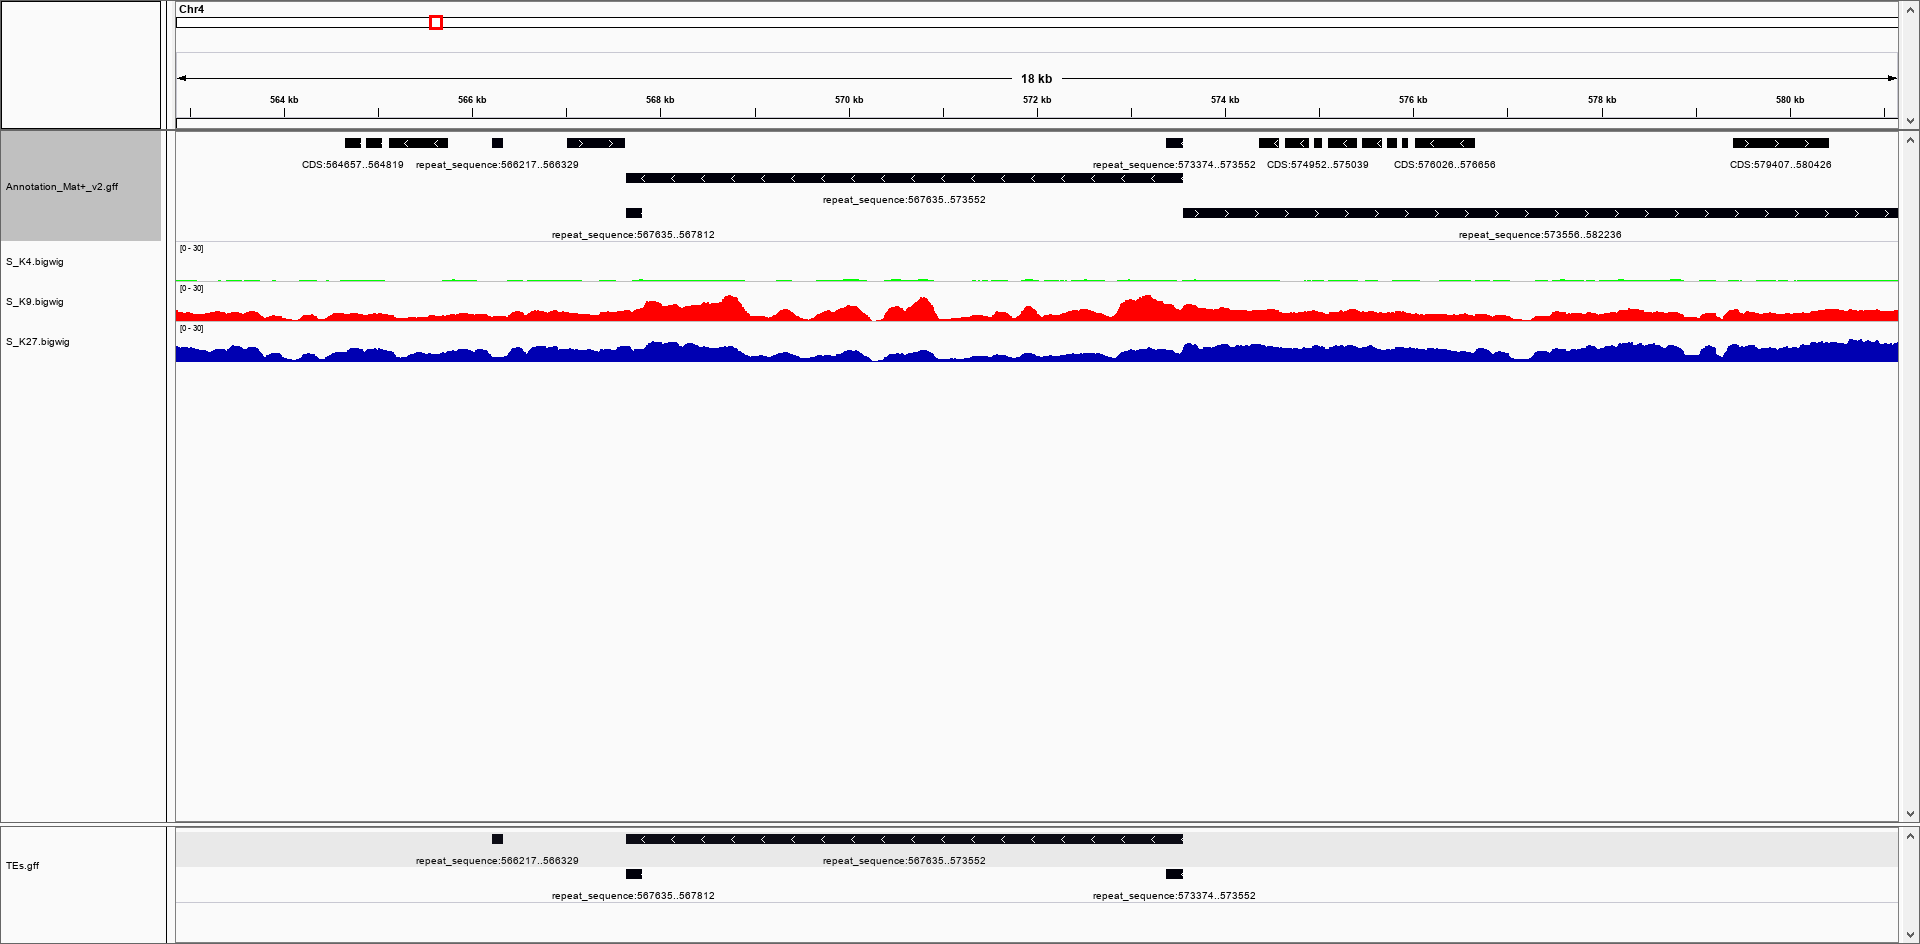 Chr4
18 kb
564 kb 566 kb 568 kb 570 kb 572 kb 574 kb 576 kb 578 kb 580 kb
Annotation_Mat+_v2.gff
CDS:564657..564819 repeat_sequence:566217..566329 repeat_sequence:573374..573552 CDS:574952..575039 CDS:576026..576656 CDS:579407..580426
repeat_sequence:567635..573552
repeat_sequence:567635..567812 repeat_sequence:573556..582236
[0 - 30]
S_K4.bigwig
[0 - 30]
S_K9.bigwig
[0 - 30]
S_K27.bigwig
TEs.gff
repeat_sequence:566217..566329 repeat_sequence:567635..573552
repeat_sequence:567635..567812 repeat_sequence:573374..573552